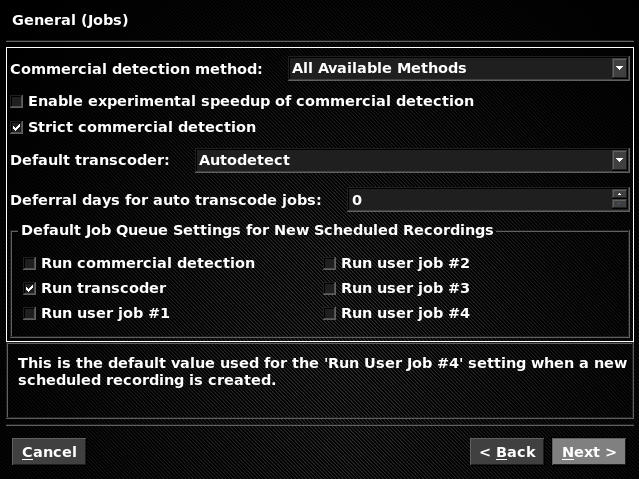 General (Jobs)
Commercial detection method: All Available Methods
Enable experimental speedup of commercial detection
Strict commercial detection
Default transcoder: Autodetect
Deferral days for auto transcode jobs: 0
Default Job Queue Settings for New Scheduled Recordings
Run commercial detection Run user job #2
Run transcoder Run user job #3
Run user job #1 Run user job #4
This is the default value used for the 'Run User Job #4' setting when a new
scheduled recording is created.
Cancel < Back Next >